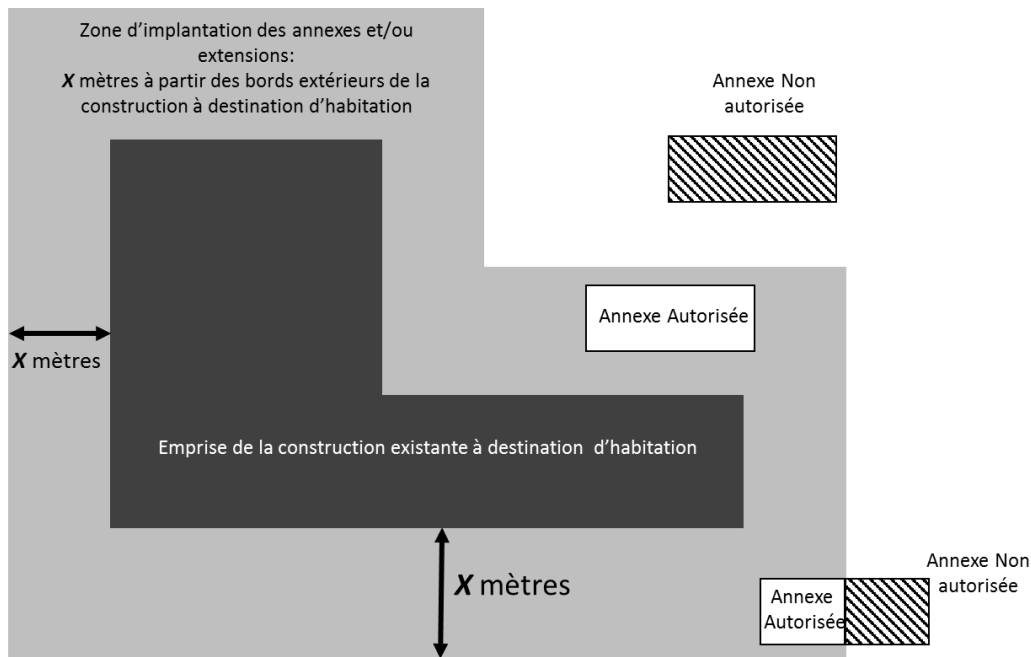 Zone d’implantation des annexes et/ou
extensions:
X mètres à partir des bords extérieurs de la
construction à destination d’habitation
Annexe Non
autorisée
Annexe Autorisée
X mètres
Emprise de la construction existante à destination d’habitation
X mètres
Annexe Non
autorisée
Annexe
Autorisée